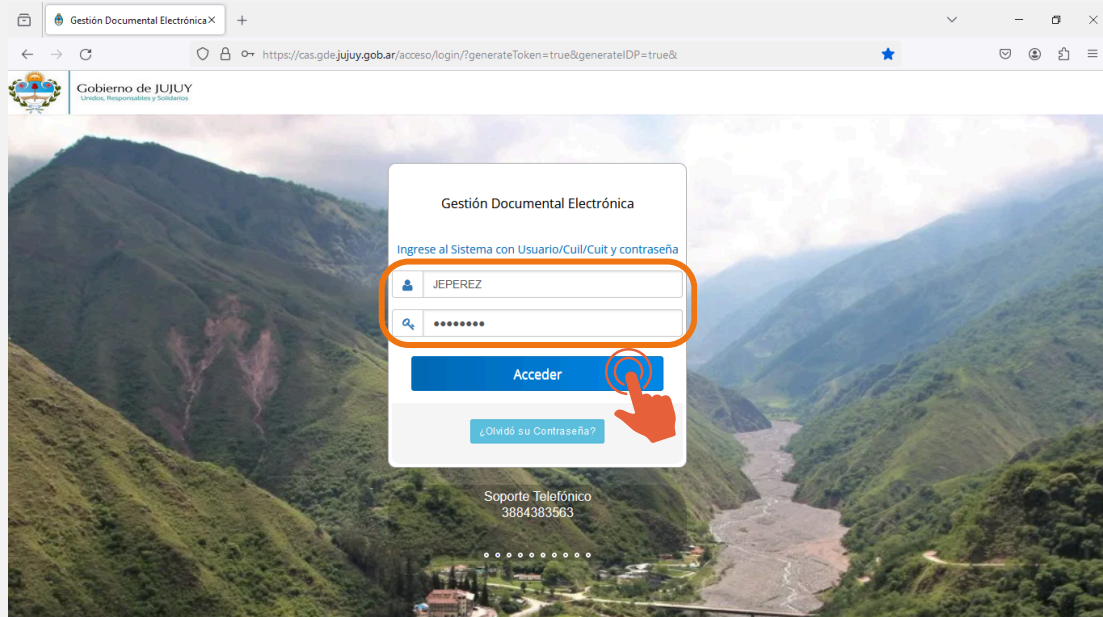 Gestión Documental Electrónica
https://cas.gde.jujuy.gob.ar/acceso/login/?generateToken=true&generateIDP=true&
Gobierno de JUJUY
Unidos, Responsables y Solidarios
Gestión Documental Electrónica
Ingrese al Sistema con Usuario/Cuil/Cuit y contraseña
JEPEREZ
Acceder
¿Olvidó su Contraseña?
Soporte Telefónico
3884383563